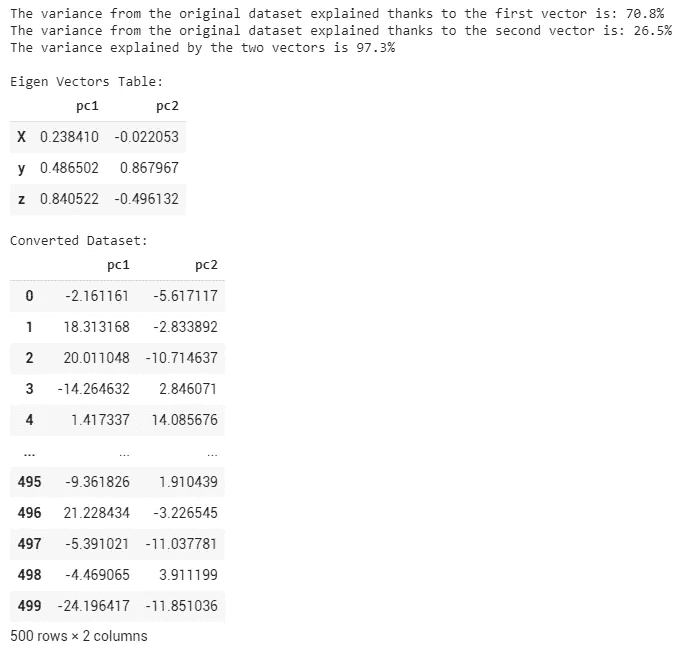 The variance from the original dataset explained thanks to the first vector is: 70.8%
The variance from the original dataset explained thanks to the second vector is: 26.5%
The variance explained by the two vectors is 97.3%
Eigen Vectors Table:
pc1 pc2
X 0.238410 -0.022053
y 0.486502 0.867967
z 0.840522 -0.496132
Converted Dataset:
pc1 pc2
0 -2.161161 -5.617117
1 18.313168 -2.833892
2 20.011048 -10.714637
3 -14.264632 2.846071
4 1.417337 14.085676
... ... ...
495 -9.361826 1.910439
496 21.228434 -3.226545
497 -5.391021 -11.037781
498 -4.469065 3.911199
499 -24.196417 -11.851036
500 rows × 2 columns